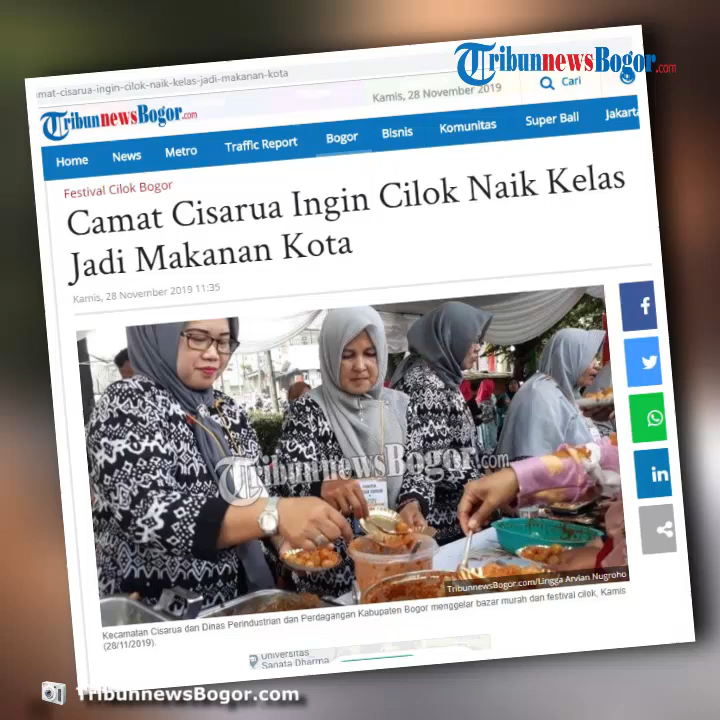 TribunnewsBogor.com
mat-cisarua-ingin-cilok-naik-kelas-jadi-makanan-kota
Kamis, 28 November 2019
Cari
TribunnewsBogor.com
Home News Metro Traffic Report Bogor Bisnis Komunitas Super Ball Jakarta
Festival Cilok Bogor
Camat Cisarua Ingin Cilok Naik Kelas
Jadi Makanan Kota
Kamis, 28 November 2019 11:35
TribunnewsBogor.com
TribunnewsBogor.com/Lingga Arvian Nugroho
Kecamatan Cisarua dan Dinas Perindustrian dan Perdagangan Kabupaten Bogor menggelar bazar murah dan festival cilok, Kamis
(28/11/2019).
Universitas
Sanata Dharma
TribunnewsBogor.com